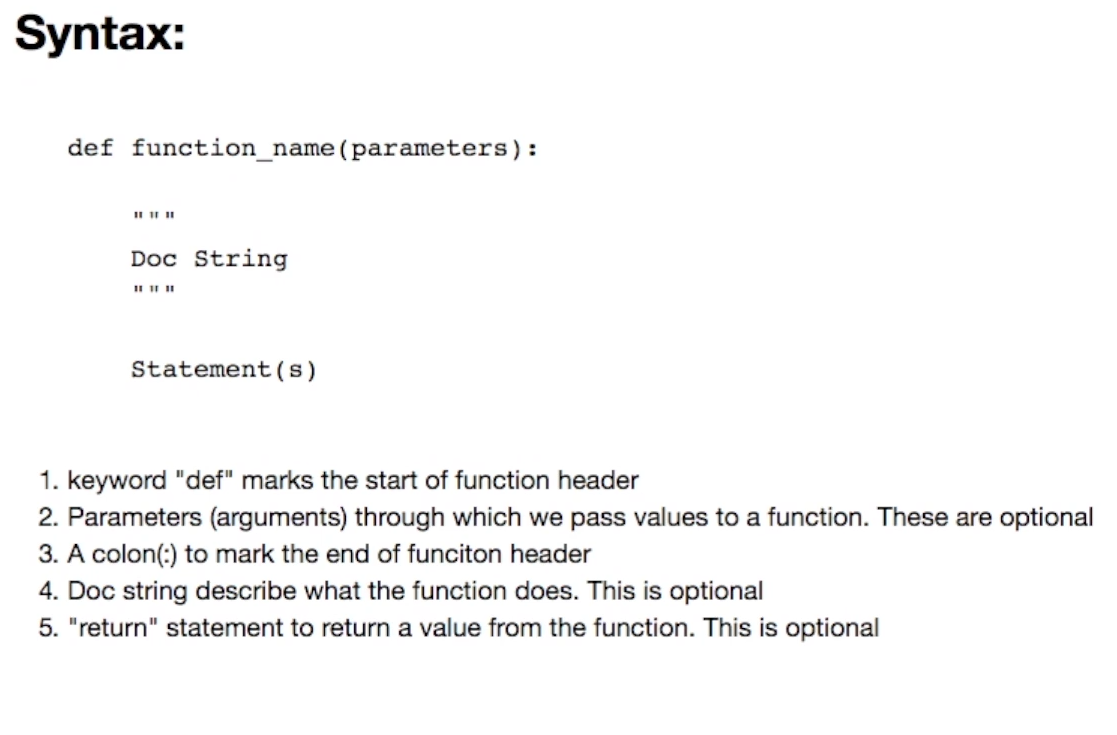 Syntax:
def function_name(parameters):
"""
Doc String
"""
Statement(s)
1. keyword "def" marks the start of function header
2. Parameters (arguments) through which we pass values to a function. These are optional
3. A colon(:) to mark the end of funciton header
4. Doc string describe what the function does. This is optional
5. "return" statement to return a value from the function. This is optional